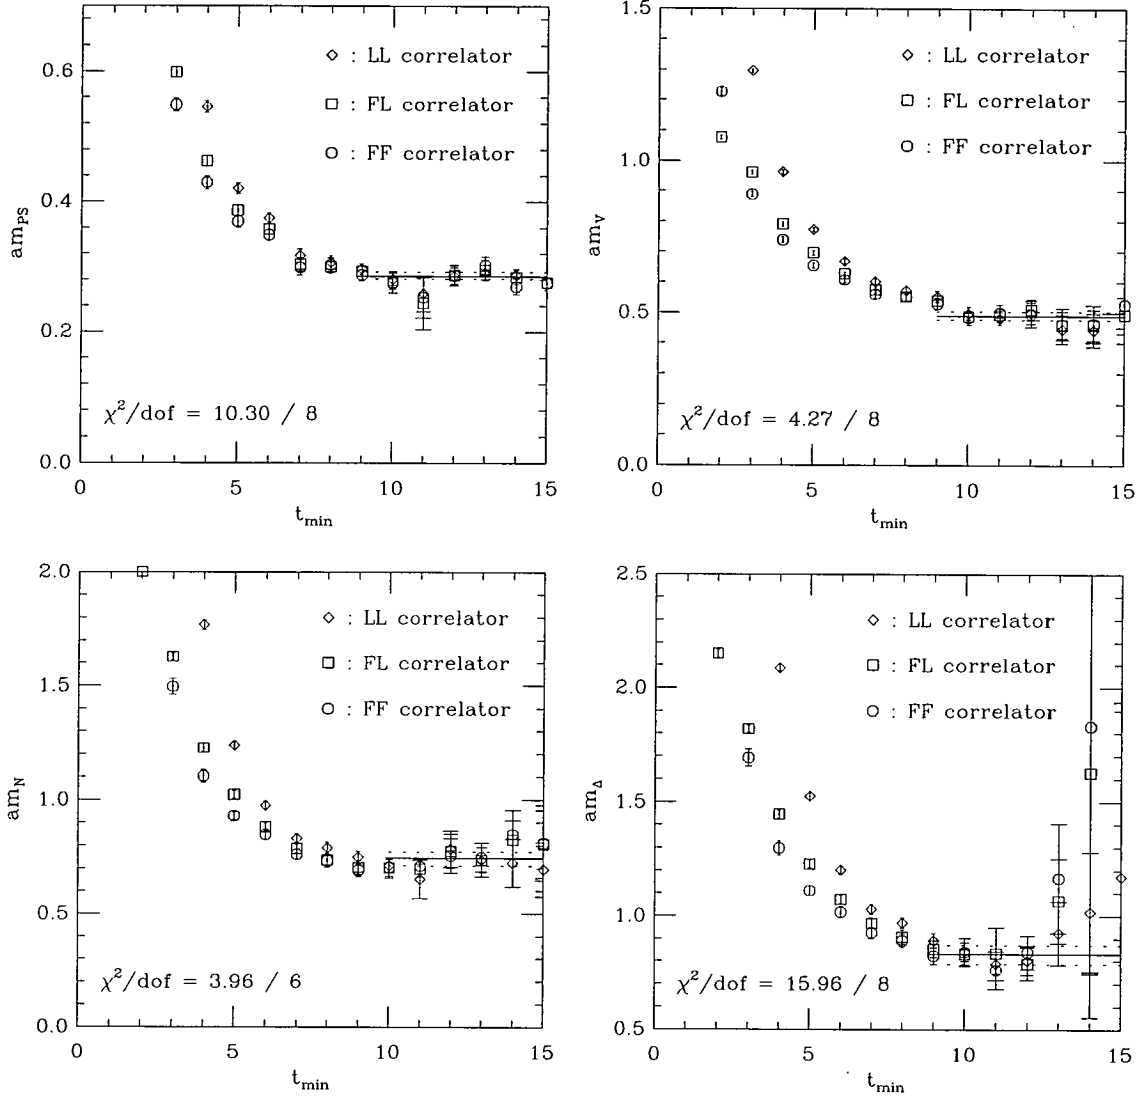 am_PS
0.6
0.4
0.2
0.0
◇ : LL correlator
□ : FL correlator
○ : FF correlator
χ²/dof = 10.30 / 8
0 5 10 15
t_min
am_V
1.5
1.0
0.5
0.0
◇ : LL correlator
□ : FL correlator
○ : FF correlator
χ²/dof = 4.27 / 8
0 5 10 15
t_min
am_N
2.0
1.5
1.0
0.5
0.0
◇ : LL correlator
□ : FL correlator
○ : FF correlator
χ²/dof = 3.96 / 6
0 5 10 15
t_min
am_Δ
2.5
2.0
1.5
1.0
0.5
◇ : LL correlator
□ : FL correlator
○ : FF correlator
χ²/dof = 15.96 / 8
0 5 10 15
t_min